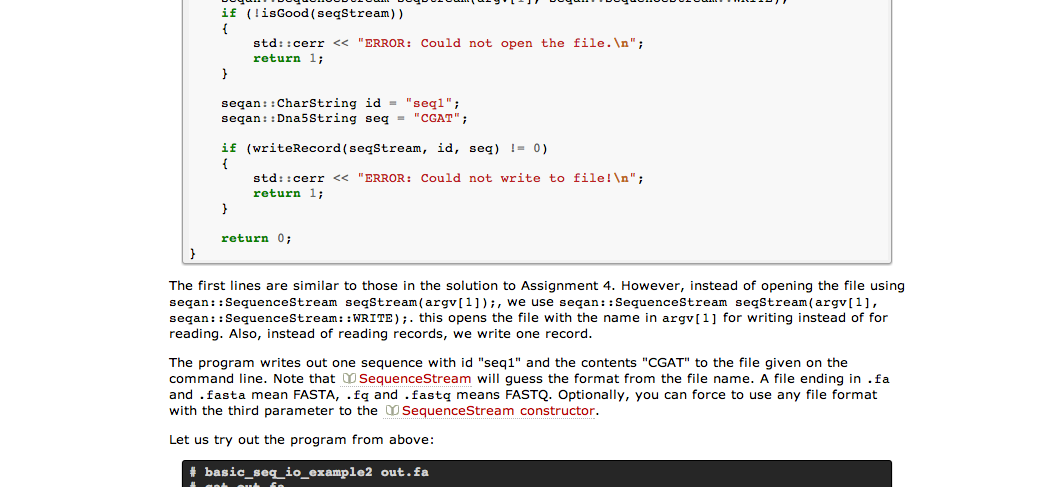 if (!isGood(seqStream))
{
std::cerr << "ERROR: Could not open the file.\n";
return 1;
}
seqan::CharString id = "seq1";
seqan::Dna5String seq = "CGAT";
if (writeRecord(seqStream, id, seq) != 0)
{
std::cerr << "ERROR: Could not write to file!\n";
return 1;
}
return 0;
}
The first lines are similar to those in the solution to Assignment 4. However, instead of opening the file using
seqan::SequenceStream seqStream(argv[1]);, we use seqan::SequenceStream seqStream(argv[1],
seqan::SequenceStream::WRITE);. this opens the file with the name in argv[1] for writing instead of for
reading. Also, instead of reading records, we write one record.
The program writes out one sequence with id "seq1" and the contents "CGAT" to the file given on the
command line. Note that SequenceStream will guess the format from the file name. A file ending in .fa
and .fasta mean FASTA, .fq and .fastq means FASTQ. Optionally, you can force to use any file format
with the third parameter to the SequenceStream constructor.
Let us try out the program from above:
# basic_seq_io_example2 out.fa
# cat out.fa